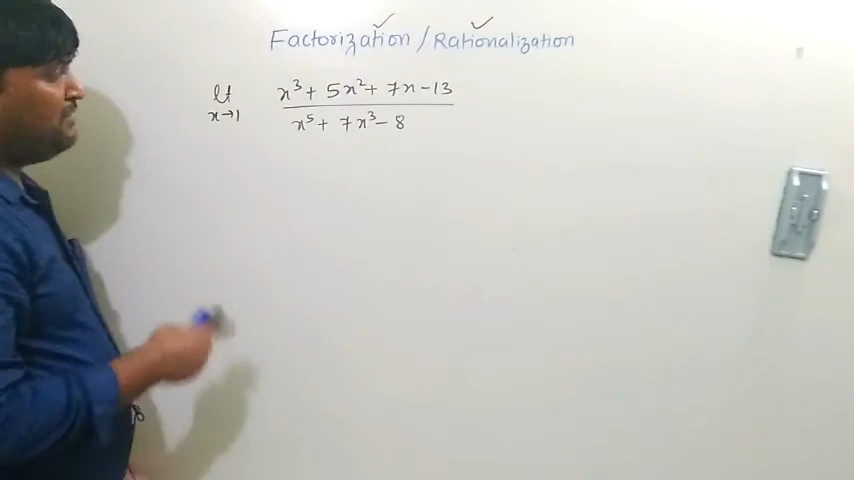 Factorization / Rationalization
lt x³ + 5x² + 7x - 13
x→1 x⁵ + 7x³ - 8